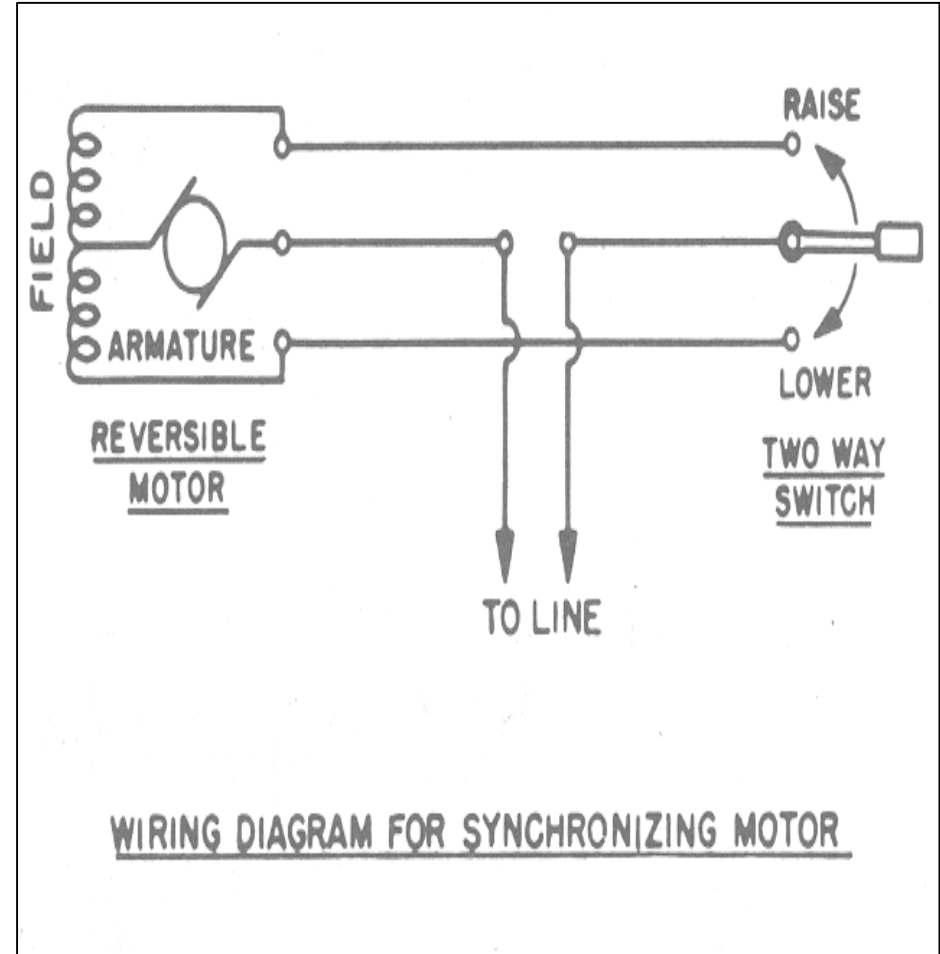 RAISE
FIELD
ARMATURE
LOWER
REVERSIBLE
MOTOR
TWO WAY
SWITCH
TO LINE
WIRING DIAGRAM FOR SYNCHRONIZING MOTOR